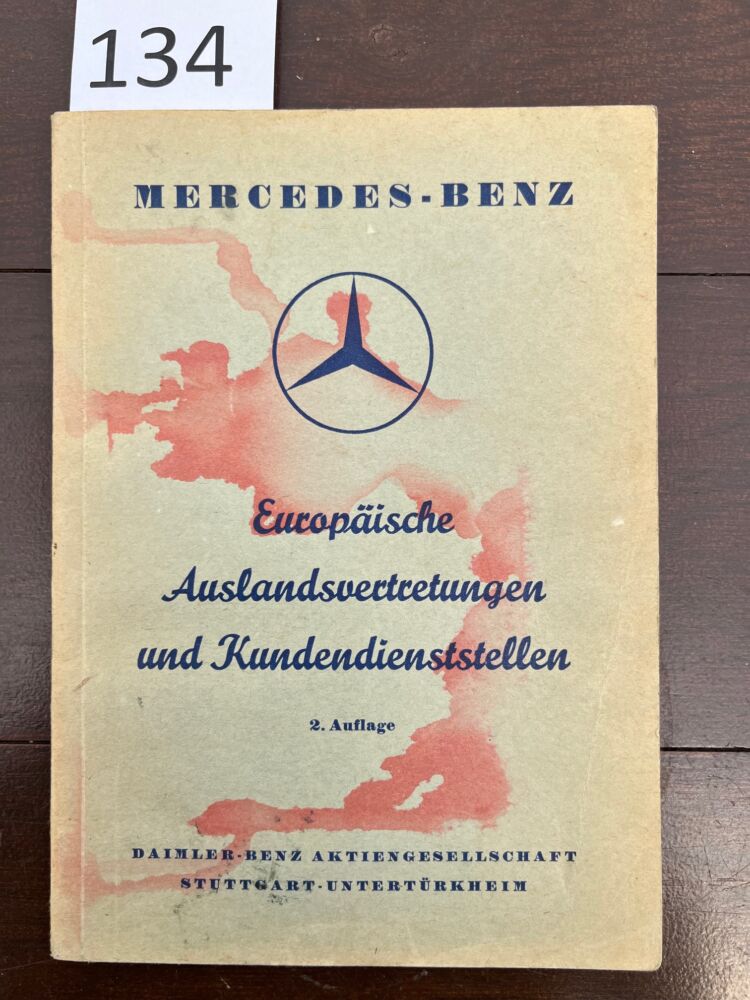 134
MERCEDES-BENZ
Europäische
Auslandsvertretungen
und Kundendienststellen
2. Auflage
DAIMLER-BENZ AKTIENGESELLSCHAFT
STUTTGART-UNTERTÜRKHEIM